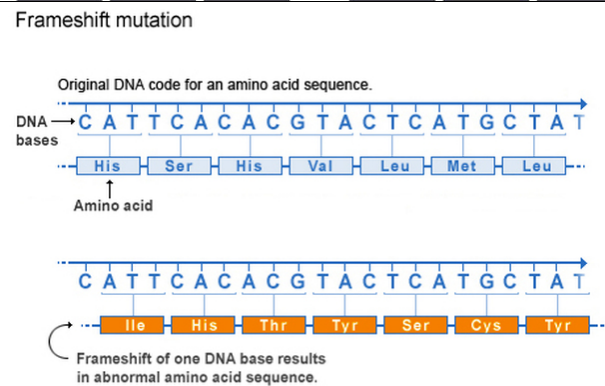 Frameshift mutation
Original DNA code for an amino acid sequence.
DNA bases
C A T T C A C A C G T A C T C A T G C T A T
His Ser His Val Leu Met Leu
Amino acid
C A T T C A C A C G T A C T C A T G C T A T
Ile His Thr Tyr Ser Cys Tyr
Frameshift of one DNA base results
in abnormal amino acid sequence.